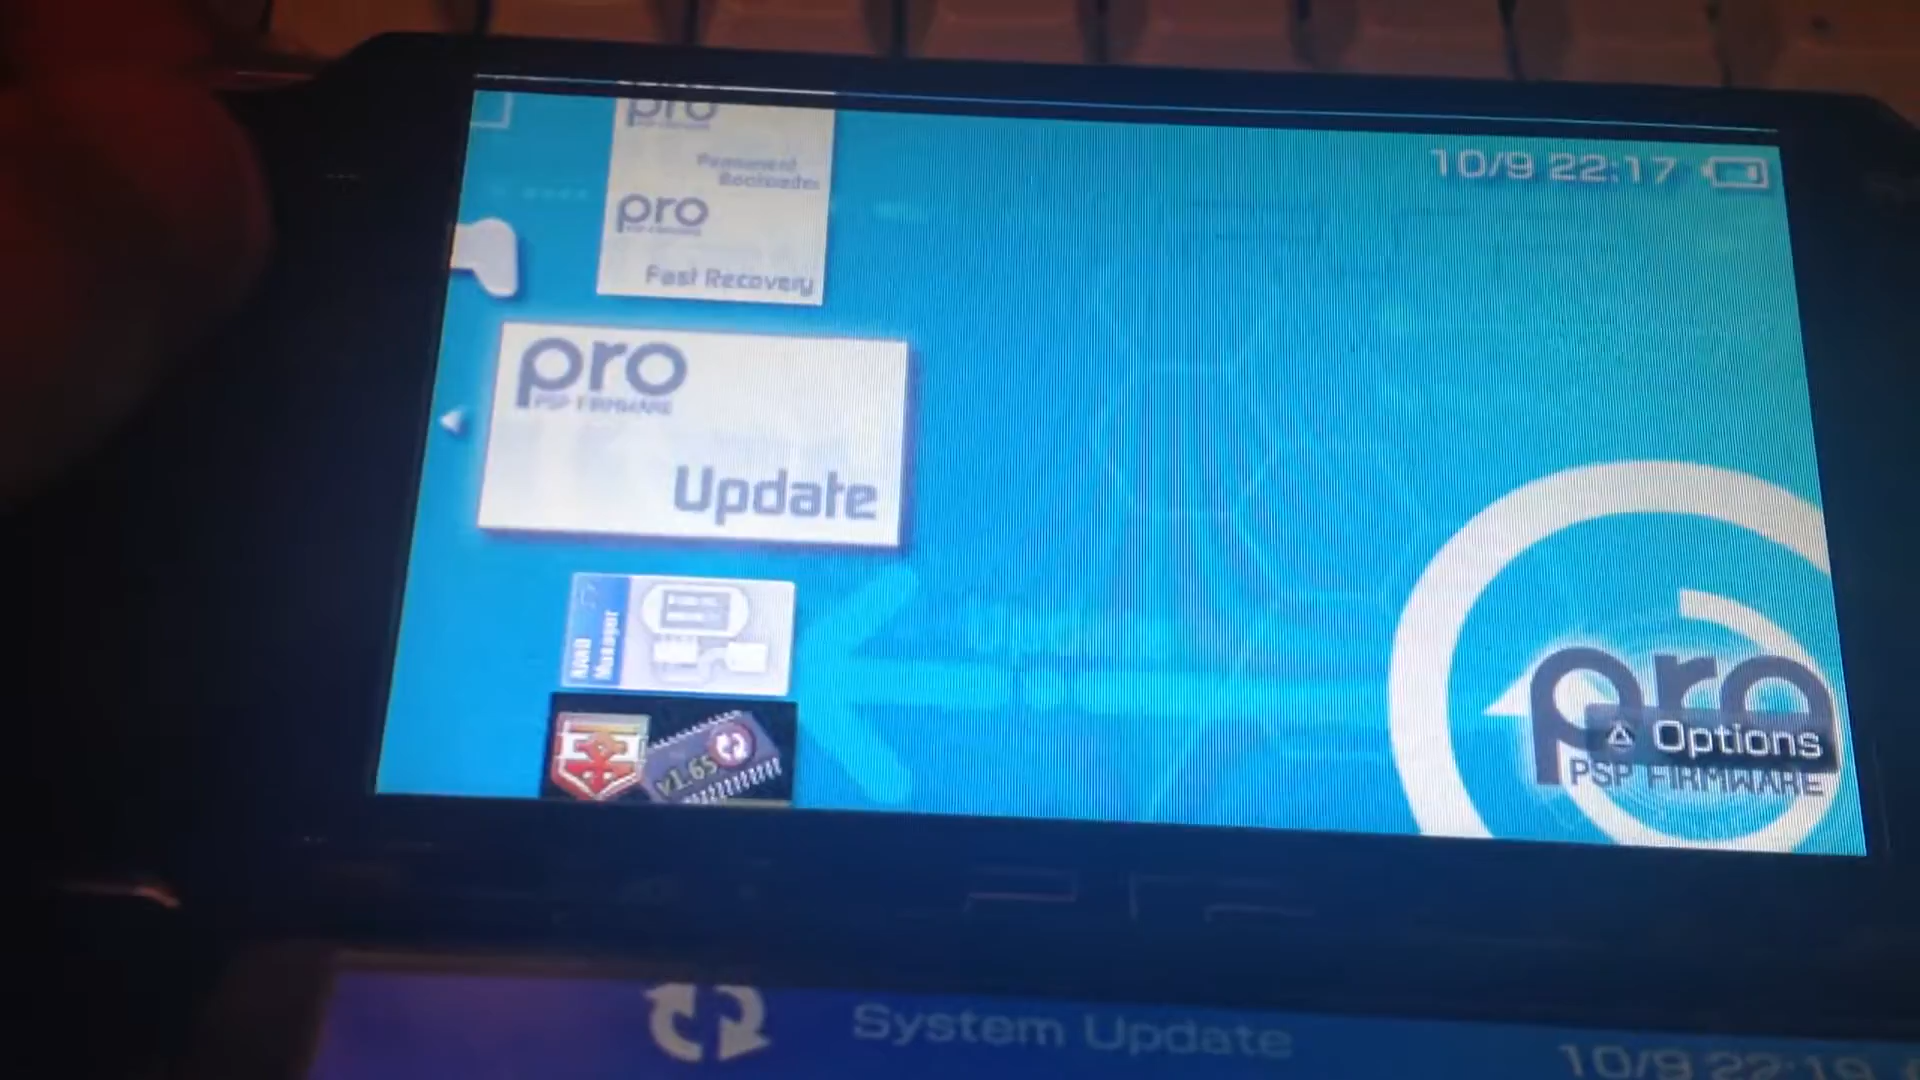 pro
Permanent
Bootloader
pro
Fast Recovery
10/9 22:17
pro
PSP FIRMWARE
Update
Manager
v1.65
pro
Options
PSP FIRMWARE
System Update
10/9 22:19